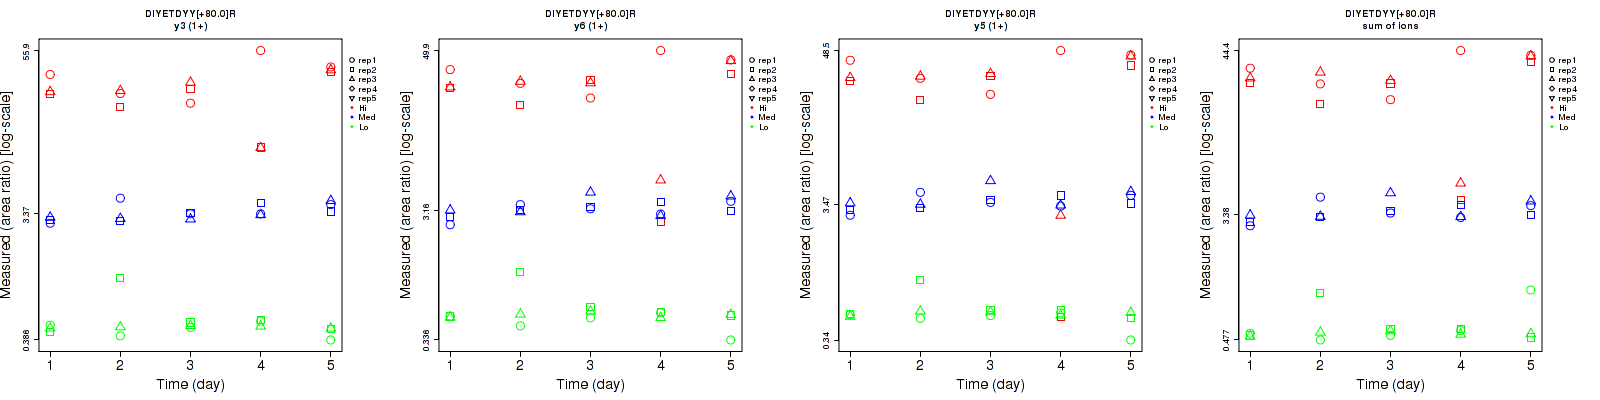 DIYETDYY[+80.0]R
y3 (1+)
Measured (area ratio) [log-scale]
55.9
3.37
0.386
1 2 3 4 5
Time (day)
rep1
rep2
rep3
rep4
rep5
Hi
Med
Lo
DIYETDYY[+80.0]R
y6 (1+)
Measured (area ratio) [log-scale]
49.9
3.16
0.336
1 2 3 4 5
Time (day)
rep1
rep2
rep3
rep4
rep5
Hi
Med
Lo
DIYETDYY[+80.0]R
y5 (1+)
Measured (area ratio) [log-scale]
48.5
3.47
0.34
1 2 3 4 5
Time (day)
rep1
rep2
rep3
rep4
rep5
Hi
Med
Lo
DIYETDYY[+80.0]R
sum of ions
Measured (area ratio) [log-scale]
44.4
3.38
0.477
1 2 3 4 5
Time (day)
rep1
rep2
rep3
rep4
rep5
Hi
Med
Lo